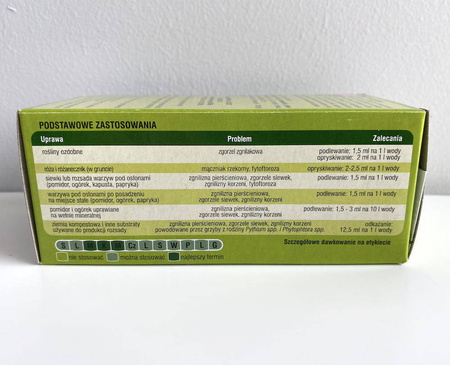 PODSTAWOWE ZASTOSOWANIA
Uprawa Problem Zalecania
rośliny ozdobne zgorzel zgnilakowa podlewanie: 1,5 ml na 1 l wody
opryskiwanie: 2 ml na 1 l wody
róża i różanecznik (w gruncie) mączniak rzekomy, fytoftoroza opryskiwanie: 2-2,5 ml na 1 l wody
siewki lub rozsada warzyw pod osłonami zgnilizna pierścieniowa, zgorzele siewek, podlewanie: 1,5 ml na 1 l wody
(pomidor, ogórek, kapusta, papryka) zgnilizny korzeni, fytoftoroza
warzywa pod osłonami po posadzeniu zgnilizna pierścieniowa, podlewanie: 1,5 ml na 1 l wody
na miejsce stałe (pomidor, ogórek, papryka) zgorzele siewek, zgnilizny korzeni
pomidor i ogórek uprawiane zgnilizna pierścieniowa, podlewanie: 1,5 - 3 ml na 10 l wody
na wełnie mineralnej zgorzele siewek, zgnilizny korzeni
ziemia kompostowa i inne substraty zgnilizna pierścieniowa, zgorzele siewek, zgnilizny korzeni odkażanie:
używane do produkcji rozsady powodowane przez grzyby z rodziny Pythium spp. i Phytophtora spp. 12,5 ml na 1 l wody
S L M K M Cz L S W P L G
Szczegółowe dawkowanie na etykiecie
nie stosować można stosować najlepszy termin